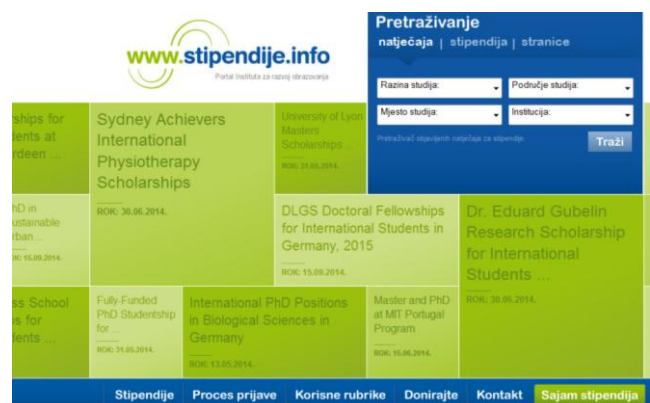 Pretraživanje
natječaja | stipendija | stranice
www.stipendije.info
Portal Instituta za razvoj obrazovanja
Razina studija:
Područje studija:
Mjesto studija:
Institucija:
Pretraživač objavljenih natječaja za stipendije.
Traži
ships for
dents at
rdeen ...
Sydney Achievers
International
Physiotherapy
Scholarships
ROK: 30.06.2014.
University of Lyon
Masters
Scholarships ...
ROK: 21.05.2014.
hD in
ustainable
rban ...
OK: 15.09.2014.
DLGS Doctoral Fellowships
for International Students in
Germany, 2015
ROK: 15.09.2014.
Dr. Eduard Gubelin
Research Scholarship
for International
Students ...
ROK: 30.06.2014.
ss School
s for
dents ...
Fully-Funded
PhD Studentship
for ...
ROK: 31.05.2014.
International PhD Positions
in Biological Sciences in
Germany
ROK: 13.05.2014.
Master and PhD
at MIT Portugal
Program
ROK: 15.06.2014.
Stipendije
Proces prijave
Korisne rubrike
Donirajte
Kontakt
Sajam stipendija